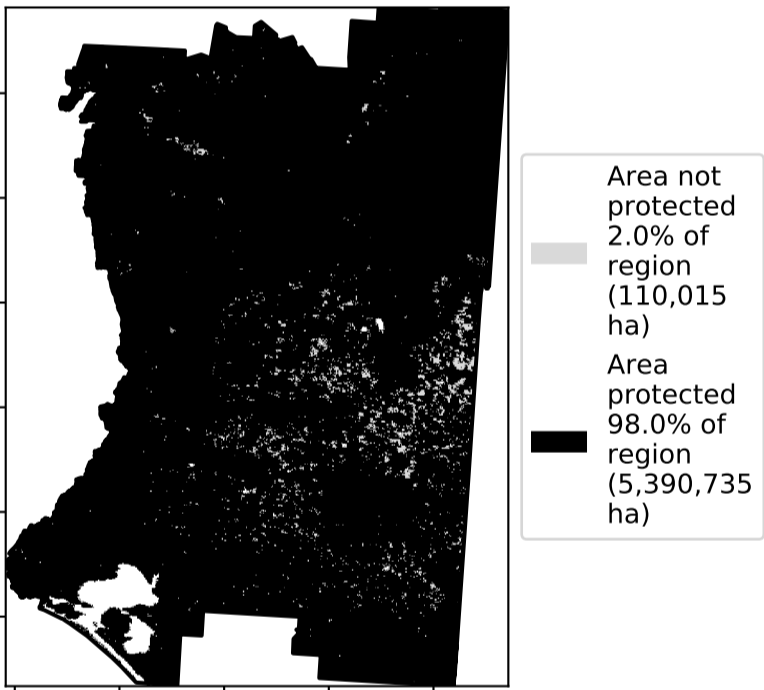 Area not
protected
2.0% of
region
(110,015
ha)
Area
protected
98.0% of
region
(5,390,735
ha)